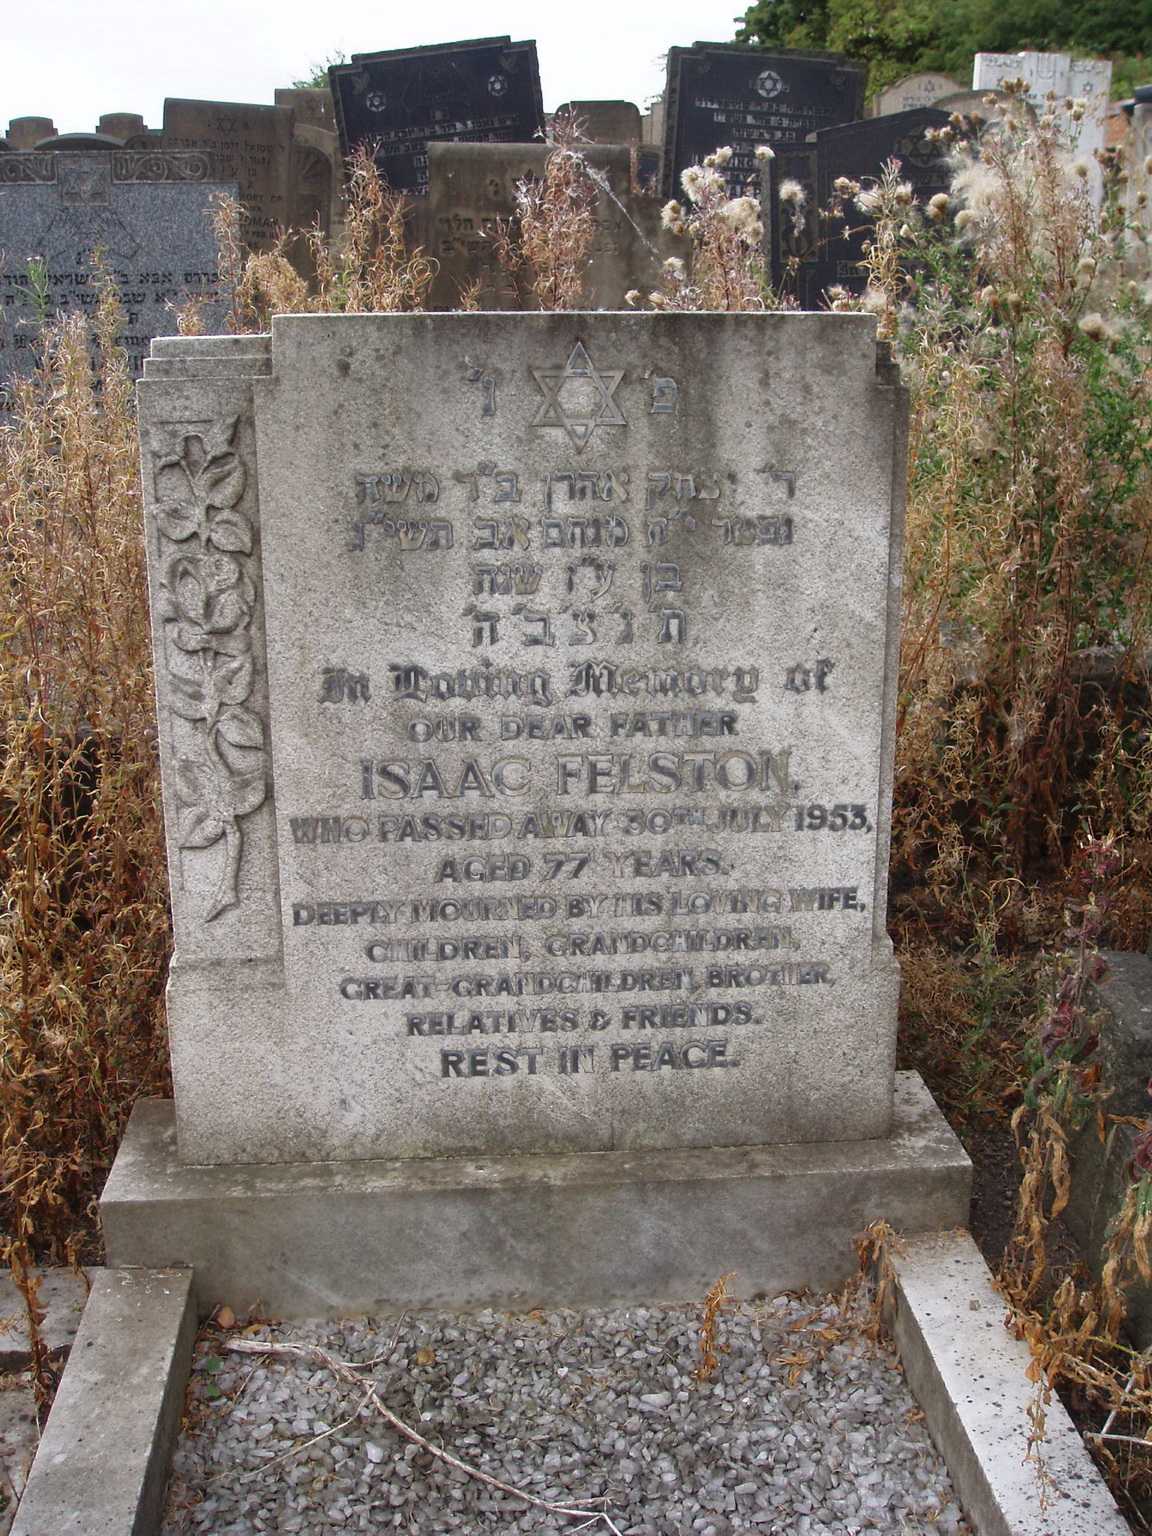 פ' ו'
ר' יצחק אהרן ב"ר משה
נפטר י"ח מנחם אב תשי"ג
בן ע"ז שנה
ת' נ' צ' ב' ה'
In Loving Memory of
OUR DEAR FATHER
ISAAC FELSTON.
WHO PASSED AWAY 30TH JULY 1953,
AGED 77 YEARS.
DEEPLY MOURNED BY HIS LOVING WIFE,
CHILDREN, GRANDCHILDREN,
GREAT-GRANDCHILDREN, BROTHER,
RELATIVES & FRIENDS.
REST IN PEACE.